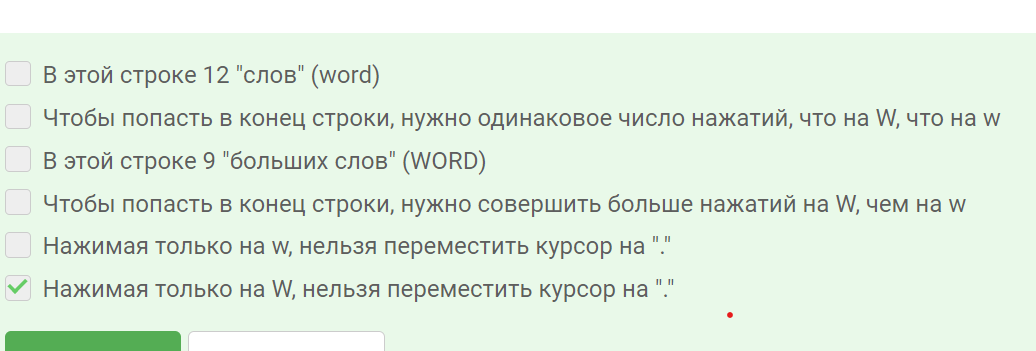 В этой строке 12 "слов" (word)
Чтобы попасть в конец строки, нужно одинаковое число нажатий, что на W, что на w
В этой строке 9 "больших слов" (WORD)
Чтобы попасть в конец строки, нужно совершить больше нажатий на W, чем на w
Нажимая только на w, нельзя переместить курсор на "."
Нажимая только на W, нельзя переместить курсор на "."